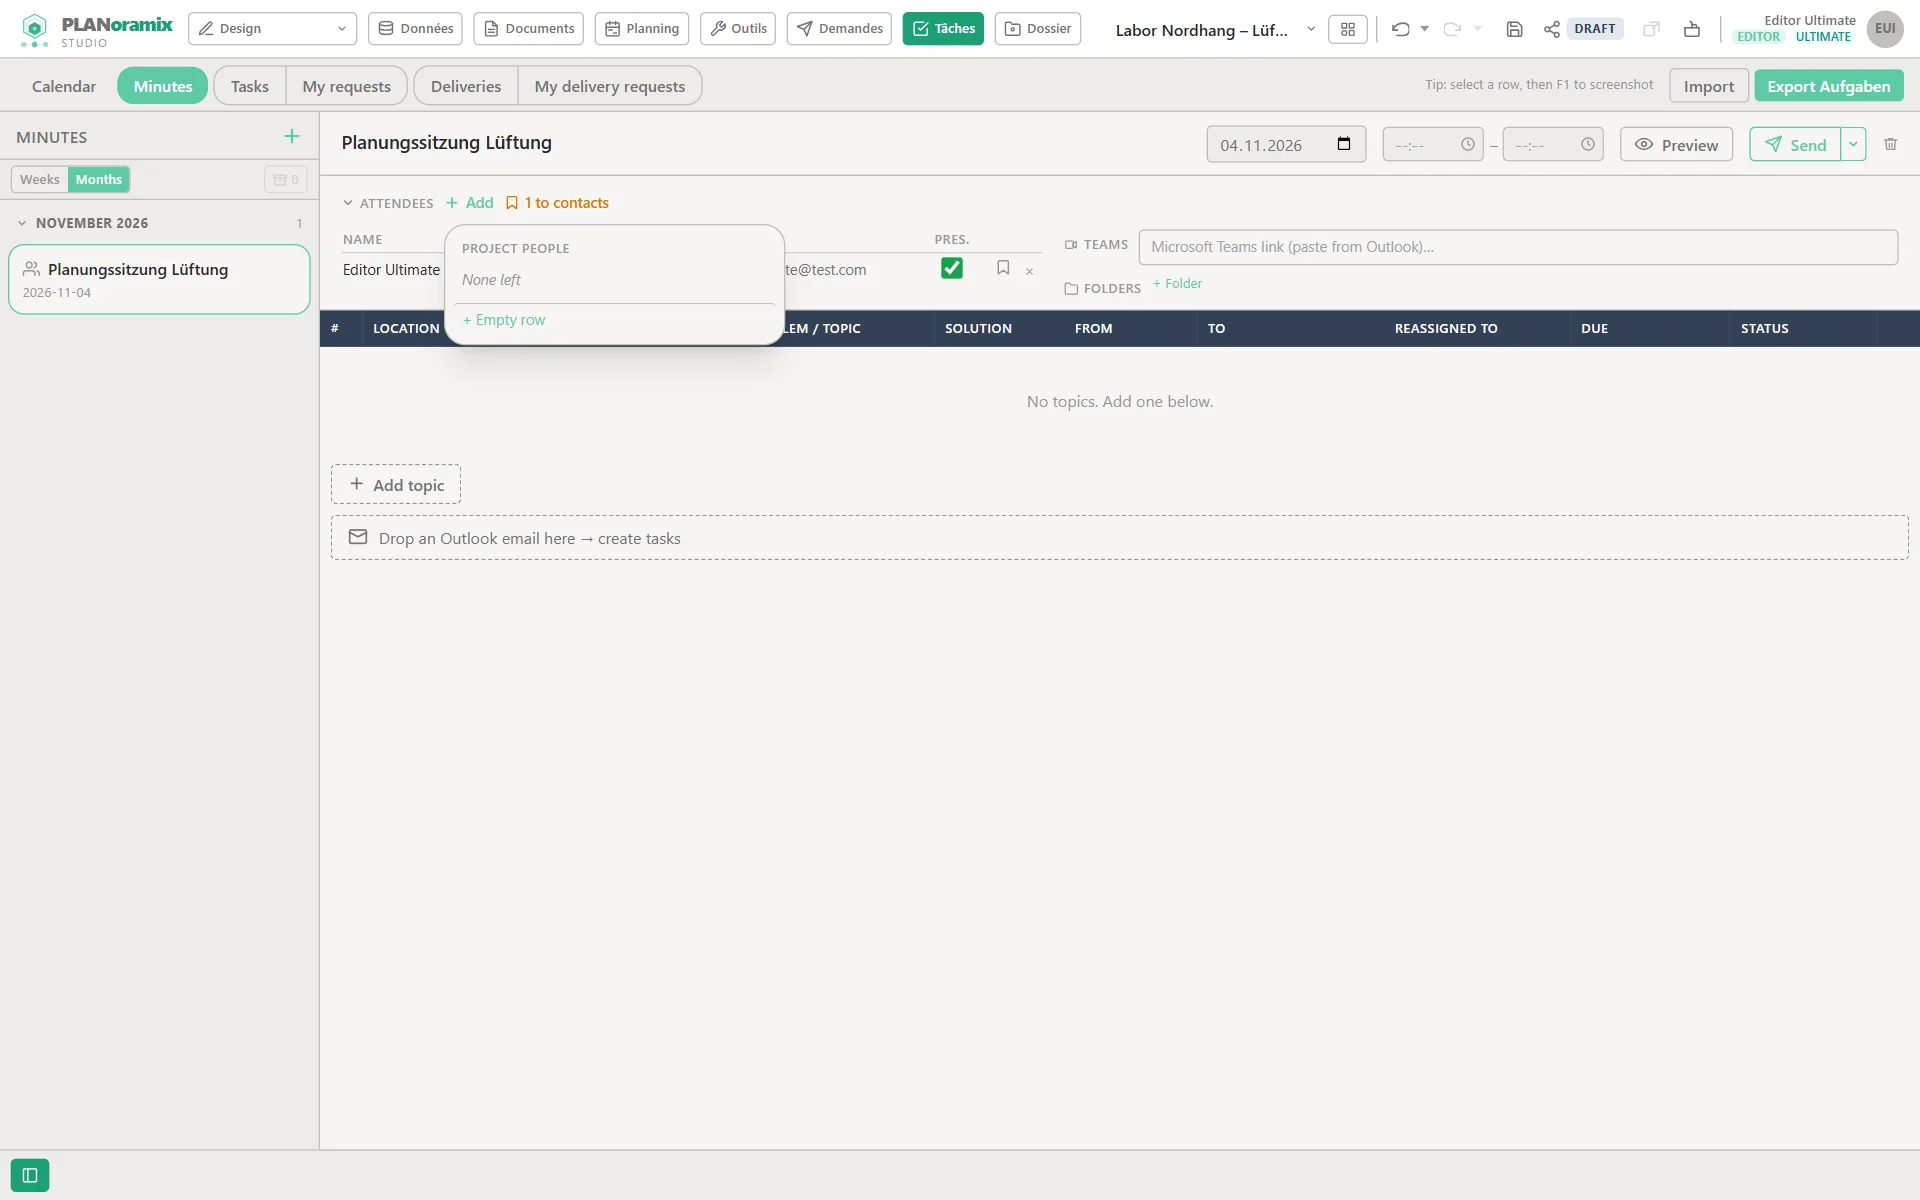 PLANoramix
STUDIO
Design
Données
Documents
Planning
Outils
Demandes
Tâches
Dossier
Labor Nordhang – Lüf...
DRAFT
Editor Ultimate
EDITOR ULTIMATE
EUI
Calendar
Minutes
Tasks
My requests
Deliveries
My delivery requests
Tip: select a row, then F1 to screenshot
Import
Export Aufgaben
MINUTES
Weeks
Months
0
NOVEMBER 2026
1
Planungssitzung Lüftung
2026-11-04
Planungssitzung Lüftung
04.11.2026
--:--
–
--:--
Preview
Send
ATTENDEES
+ Add
1 to contacts
NAME
PRES.
Editor Ultimate
te@test.com
×
PROJECT PEOPLE
None left
+ Empty row
TEAMS
Microsoft Teams link (paste from Outlook)...
FOLDERS
+ Folder
#
LOCATION
LEM / TOPIC
SOLUTION
FROM
TO
REASSIGNED TO
DUE
STATUS
No topics. Add one below.
+ Add topic
Drop an Outlook email here → create tasks